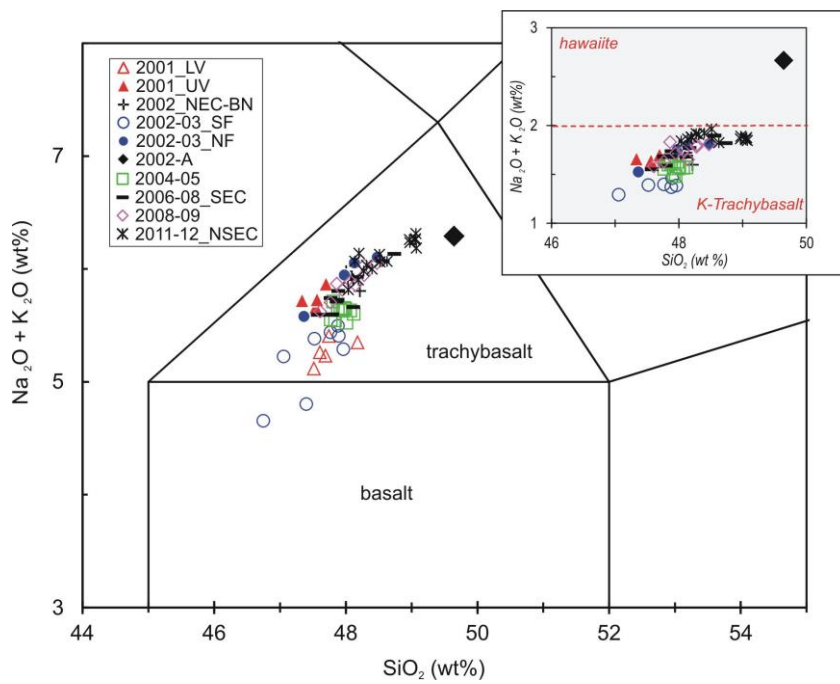 2001_LV
2001_UV
2002_NEC-BN
2002-03_SF
2002-03_NF
2002-A
2004-05
2006-08_SEC
2008-09
2011-12_NSEC
trachybasalt
basalt
Na₂O + K₂O (wt%)
7
5
3
44
46
48
50
52
54
SiO₂ (wt%)
hawaiite
K-Trachybasalt
Na₂O + K₂O (wt%)
3
2
1
46
48
50
SiO₂ (wt %)